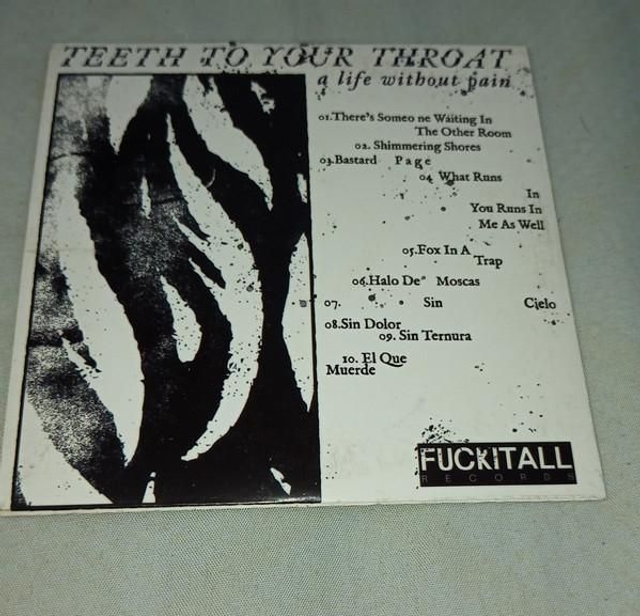 TEETH TO YOUR THROAT
a life without pain
01.There's Someo ne Waiting In
The Other Room
02. Shimmering Shores
03.Bastard Page
04 What Runs
In
You Runs In
Me As Well
05.Fox In A
Trap
06.Halo De" Moscas
07. Sin Cielo
08.Sin Dolor
09. Sin Ternura
10. El Que
Muerde
FUCKITALL
RECORDS